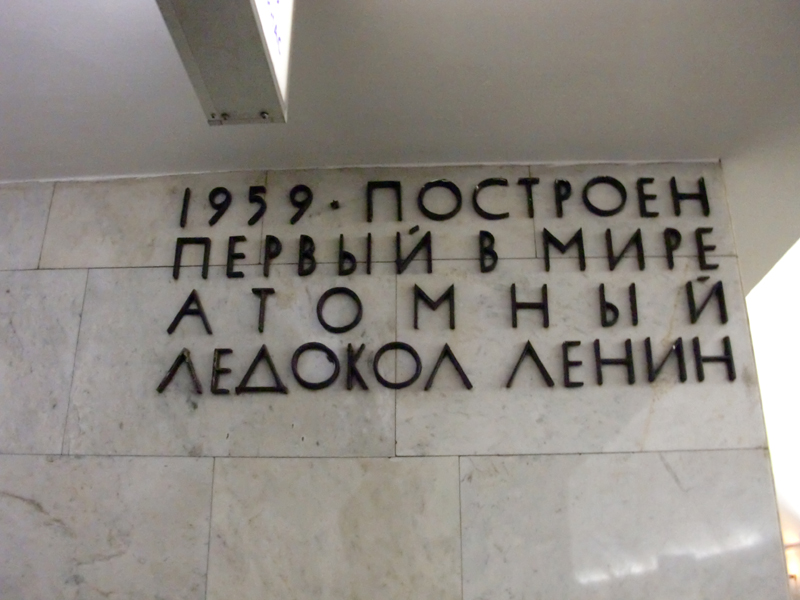 1959·ПОСТРОЕН
ПЕРВЫЙ В МИРЕ
АТОМНЫЙ
ЛЕДОКОЛ ЛЕНИН